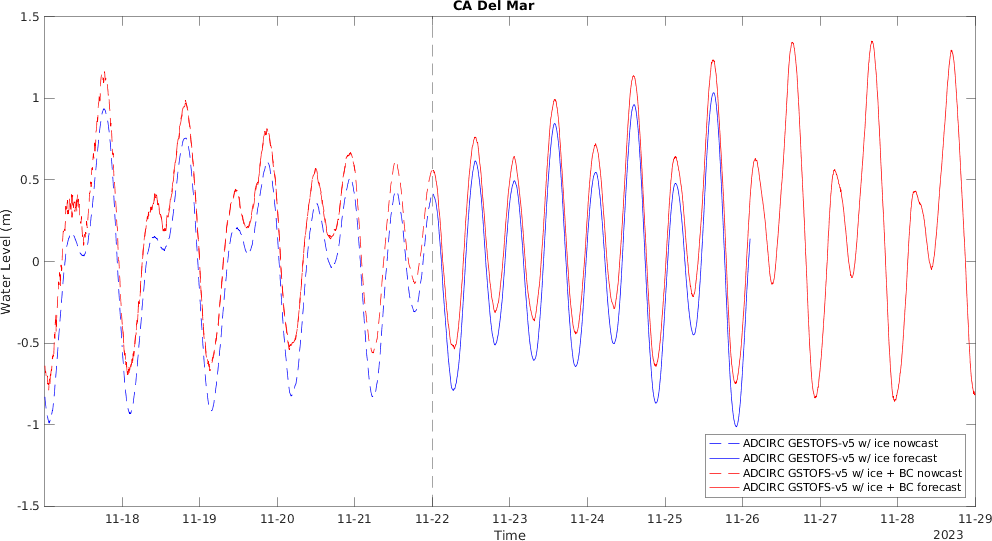 CA Del Mar
1.5
1
0.5
0
-0.5
-1
-1.5
Water Level (m)
ADCIRC GESTOFS-v5 w/ ice nowcast
ADCIRC GESTOFS-v5 w/ ice forecast
ADCIRC GSTOFS-v5 w/ ice + BC nowcast
ADCIRC GSTOFS-v5 w/ ice + BC forecast
11-18 11-19 11-20 11-21 11-22 11-23 11-24 11-25 11-26 11-27 11-28 11-29
Time
2023